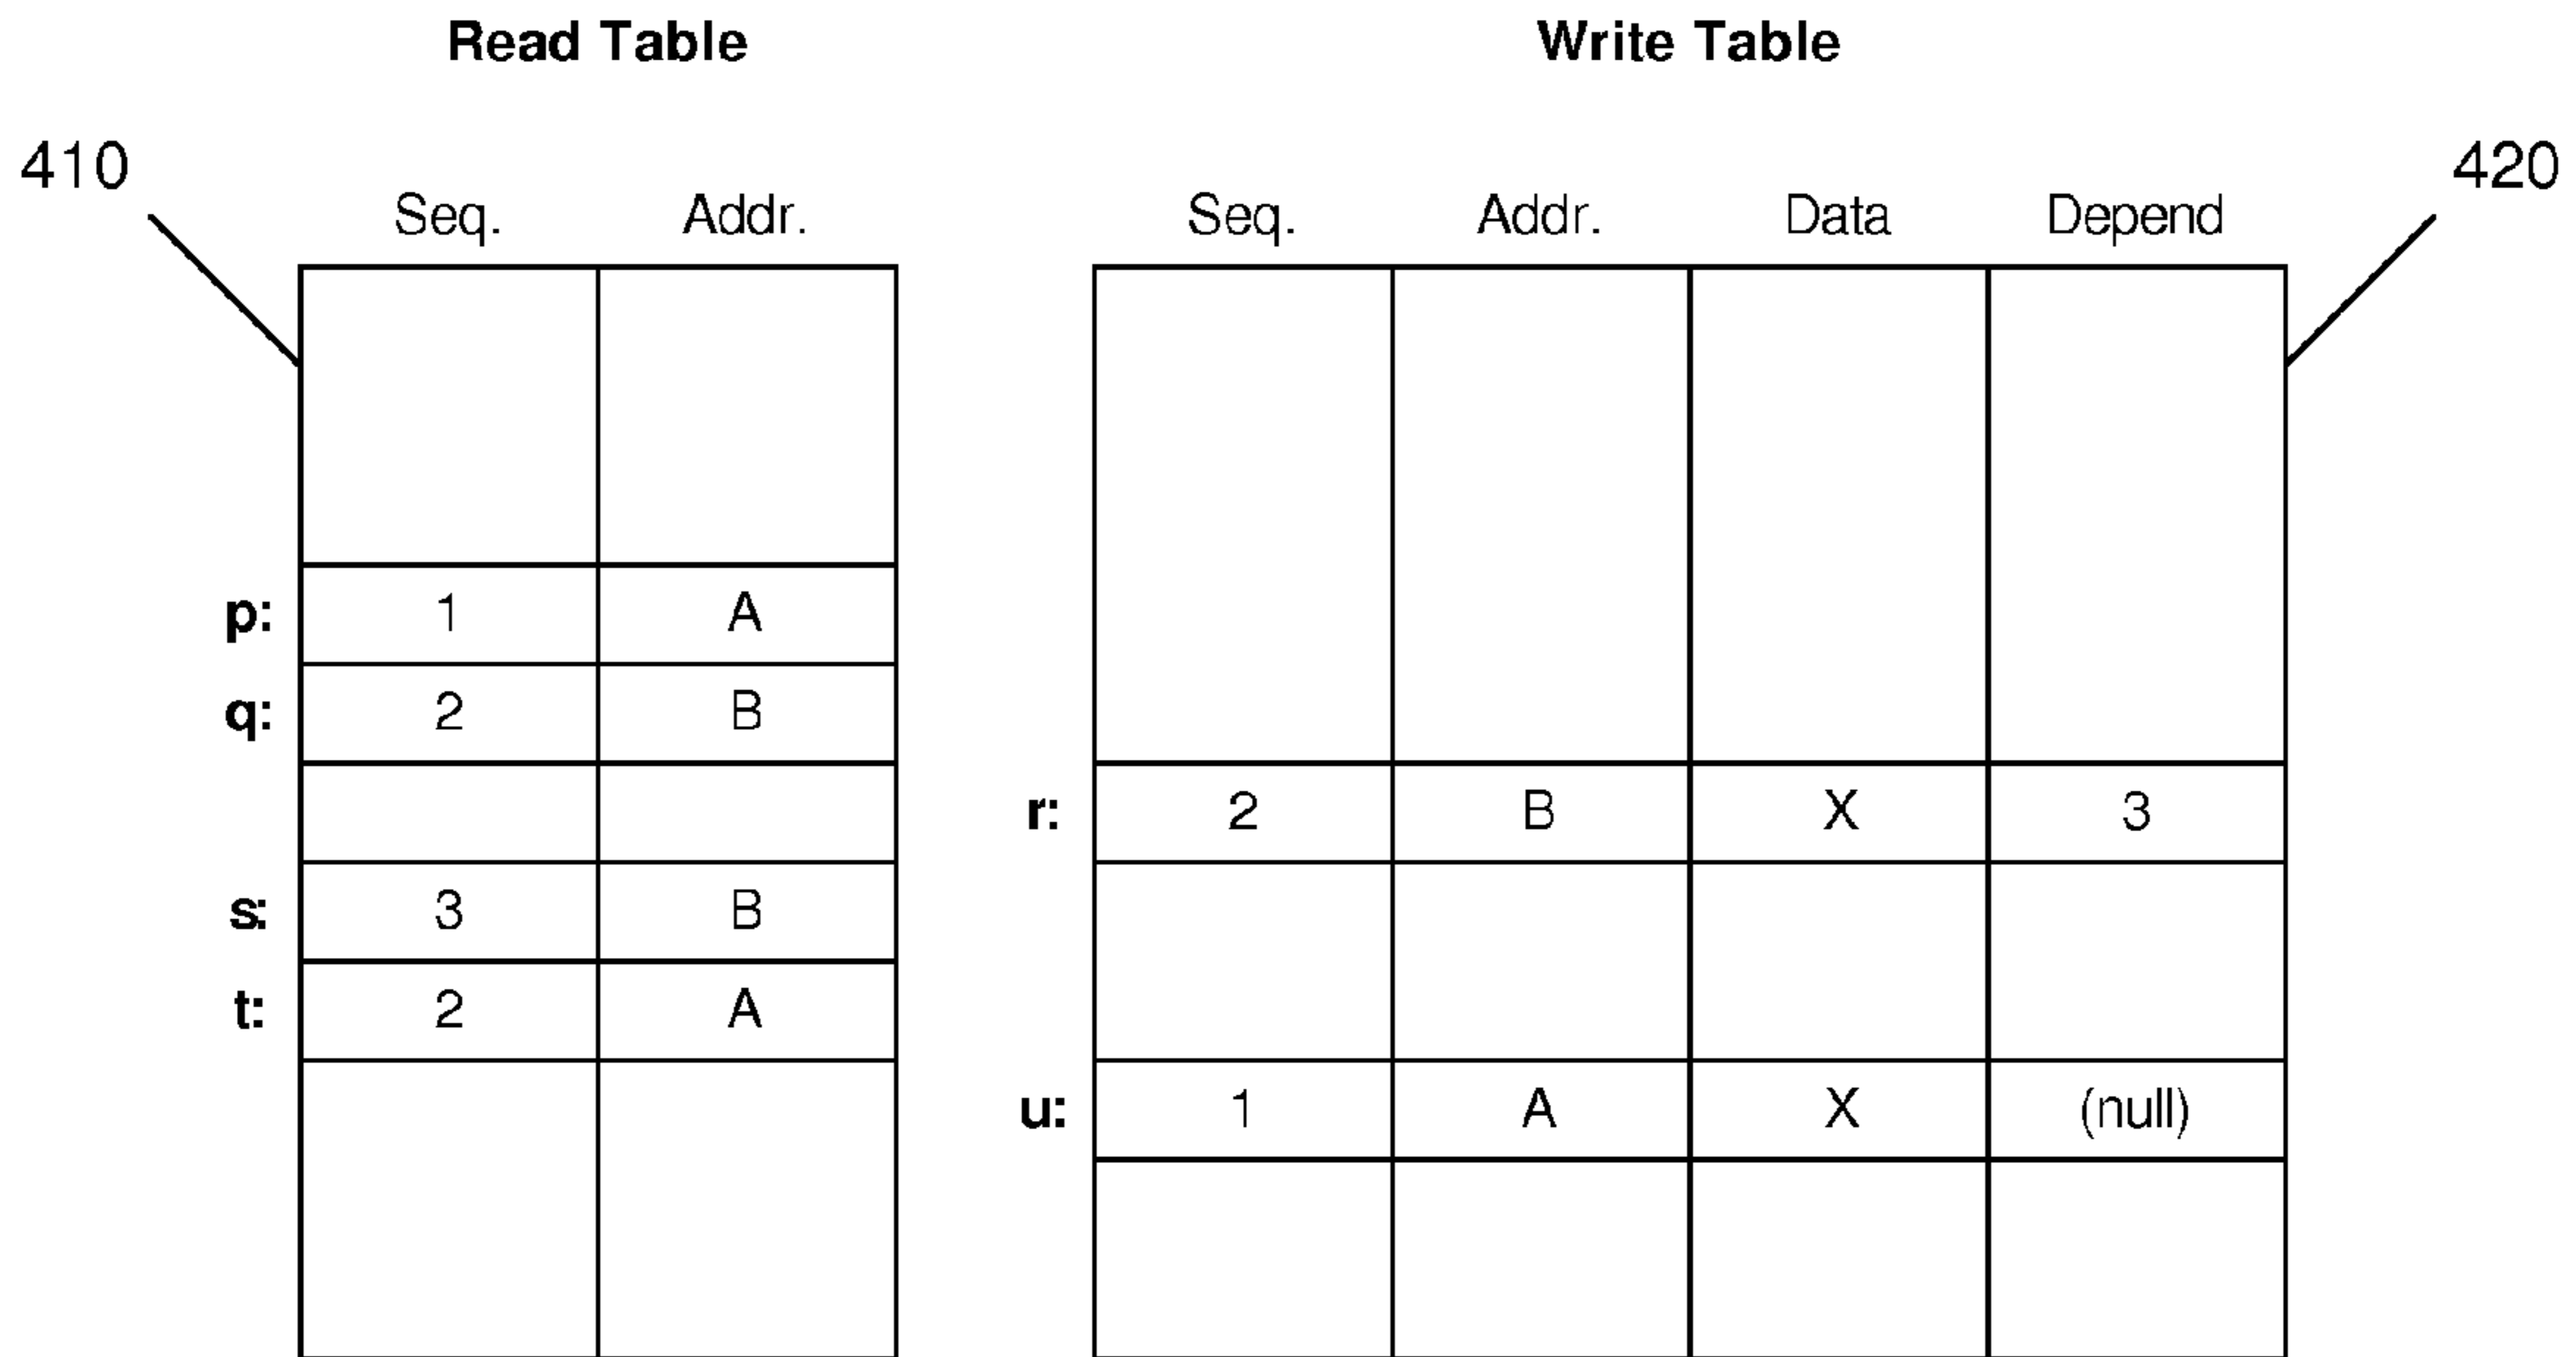 Read Table Write Table
410 420
Seq. Addr. Seq. Addr. Data Depend
p: 1 A
q: 2 B
r: 2 B X 3
s: 3 B
t: 2 A
u: 1 A X (null)